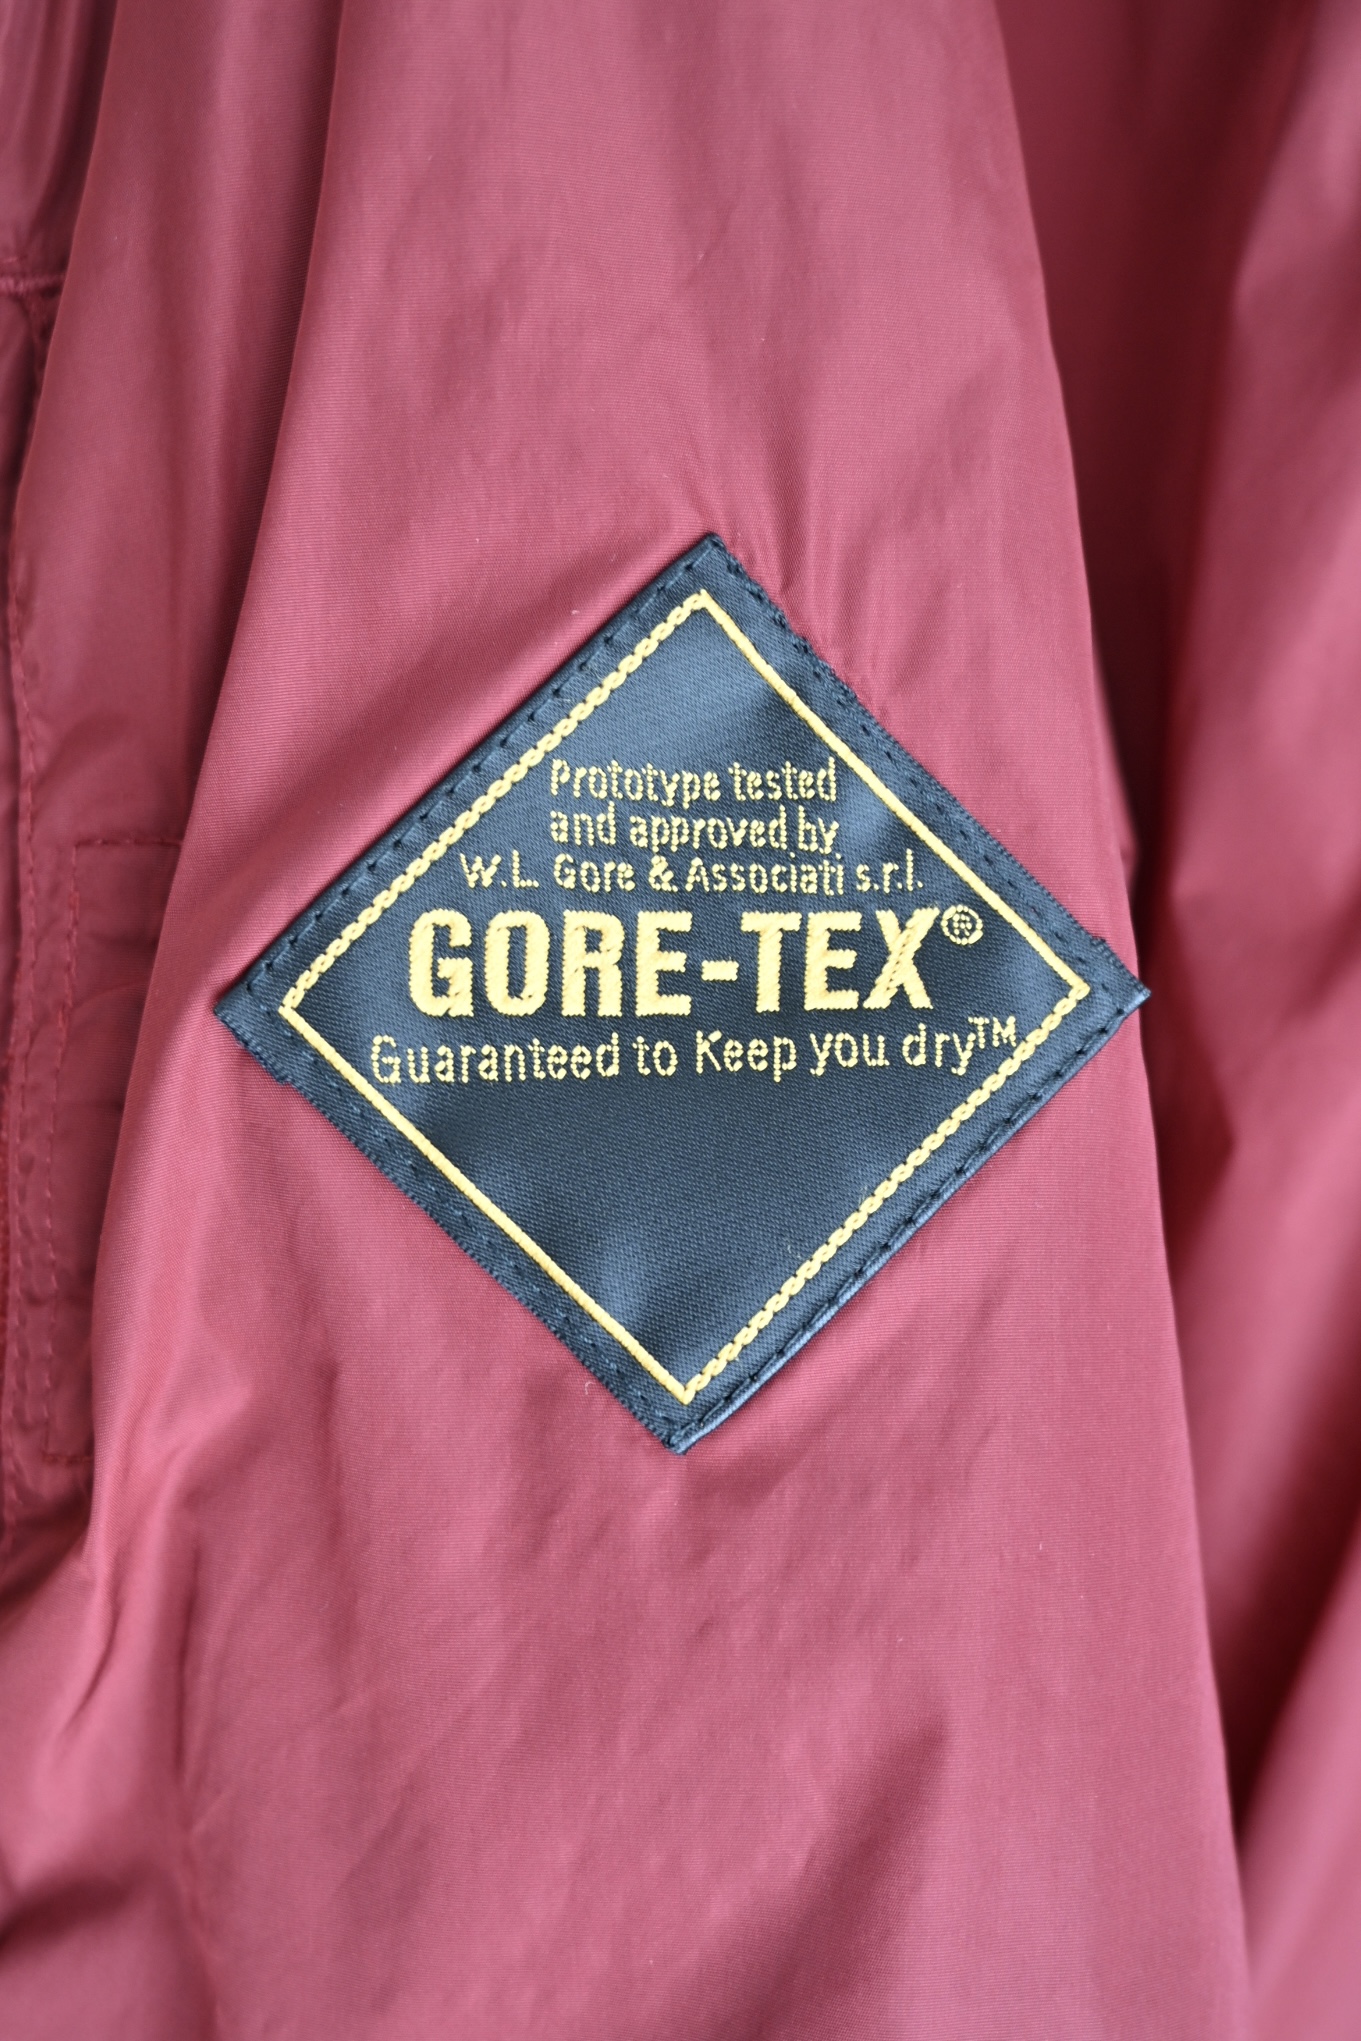 Prototype tested
and approved by
W.L. Gore & Associati s.r.l.
GORE-TEX®
Guaranteed to Keep you dry™